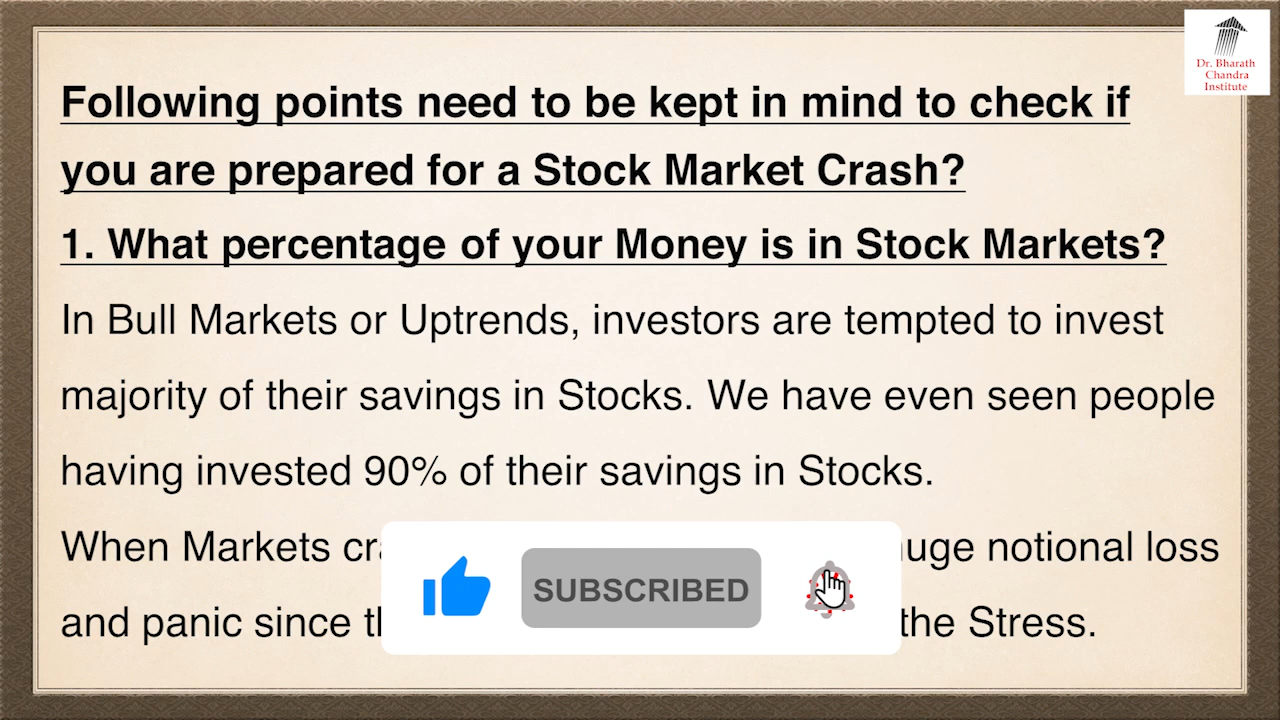 Following points need to be kept in mind to check if
you are prepared for a Stock Market Crash?
1. What percentage of your Money is in Stock Markets?
In Bull Markets or Uptrends, investors are tempted to invest
majority of their savings in Stocks. We have even seen people
having invested 90% of their savings in Stocks.
When Markets notional loss
and panic since the Stress.
SUBSCRIBED
Dr. Bharath
Chandra
Institute